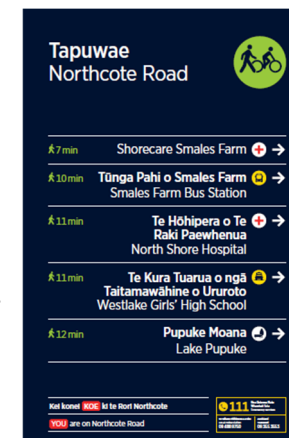 Tapuwae
Northcote Road
7 min Shorecare Smales Farm
10 min Tūnga Pahi o Smales Farm
Smales Farm Bus Station
11 min Te Hōhipera o Te
Raki Paewhenua
North Shore Hospital
11 min Te Kura Tuarua o ngā
Taitamawāhine o Ururoto
Westlake Girls' High School
12 min Pupuke Moana
Lake Pupuke
Kei konei KOE ki te Rori Northcote
YOU are on Northcote Road
111